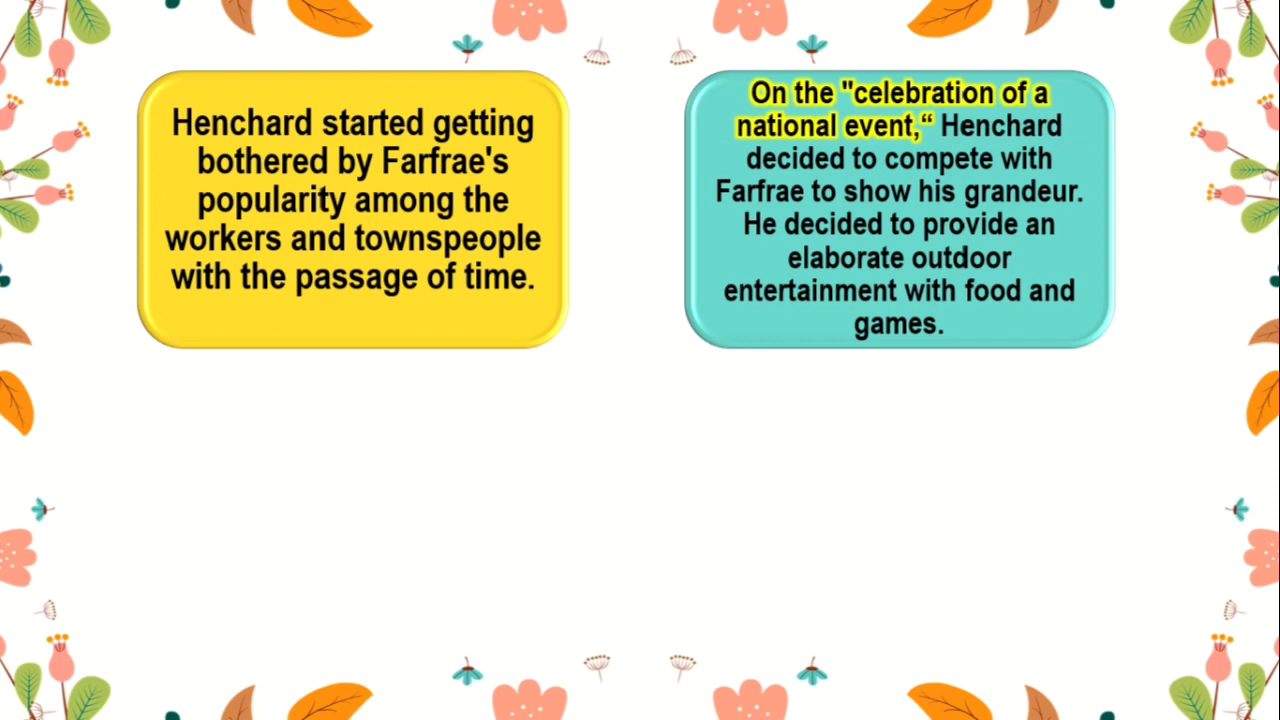 Henchard started getting
bothered by Farfrae's
popularity among the
workers and townspeople
with the passage of time.
On the "celebration of a
national event,“ Henchard
decided to compete with
Farfrae to show his grandeur.
He decided to provide an
elaborate outdoor
entertainment with food and
games.